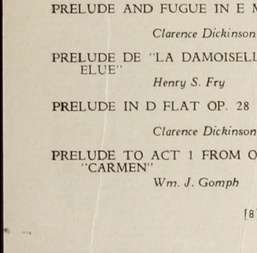 PRELUDE AND FUGUE IN E
Clarence Dickinson
PRELUDE DE "LA DAMOISELL
ELUE"
Henry S. Fry
PRELUDE IN D FLAT OP. 28
Clarence Dickinson
PRELUDE TO ACT 1 FROM O
"CARMEN"
Wm. J. Gomph
[8